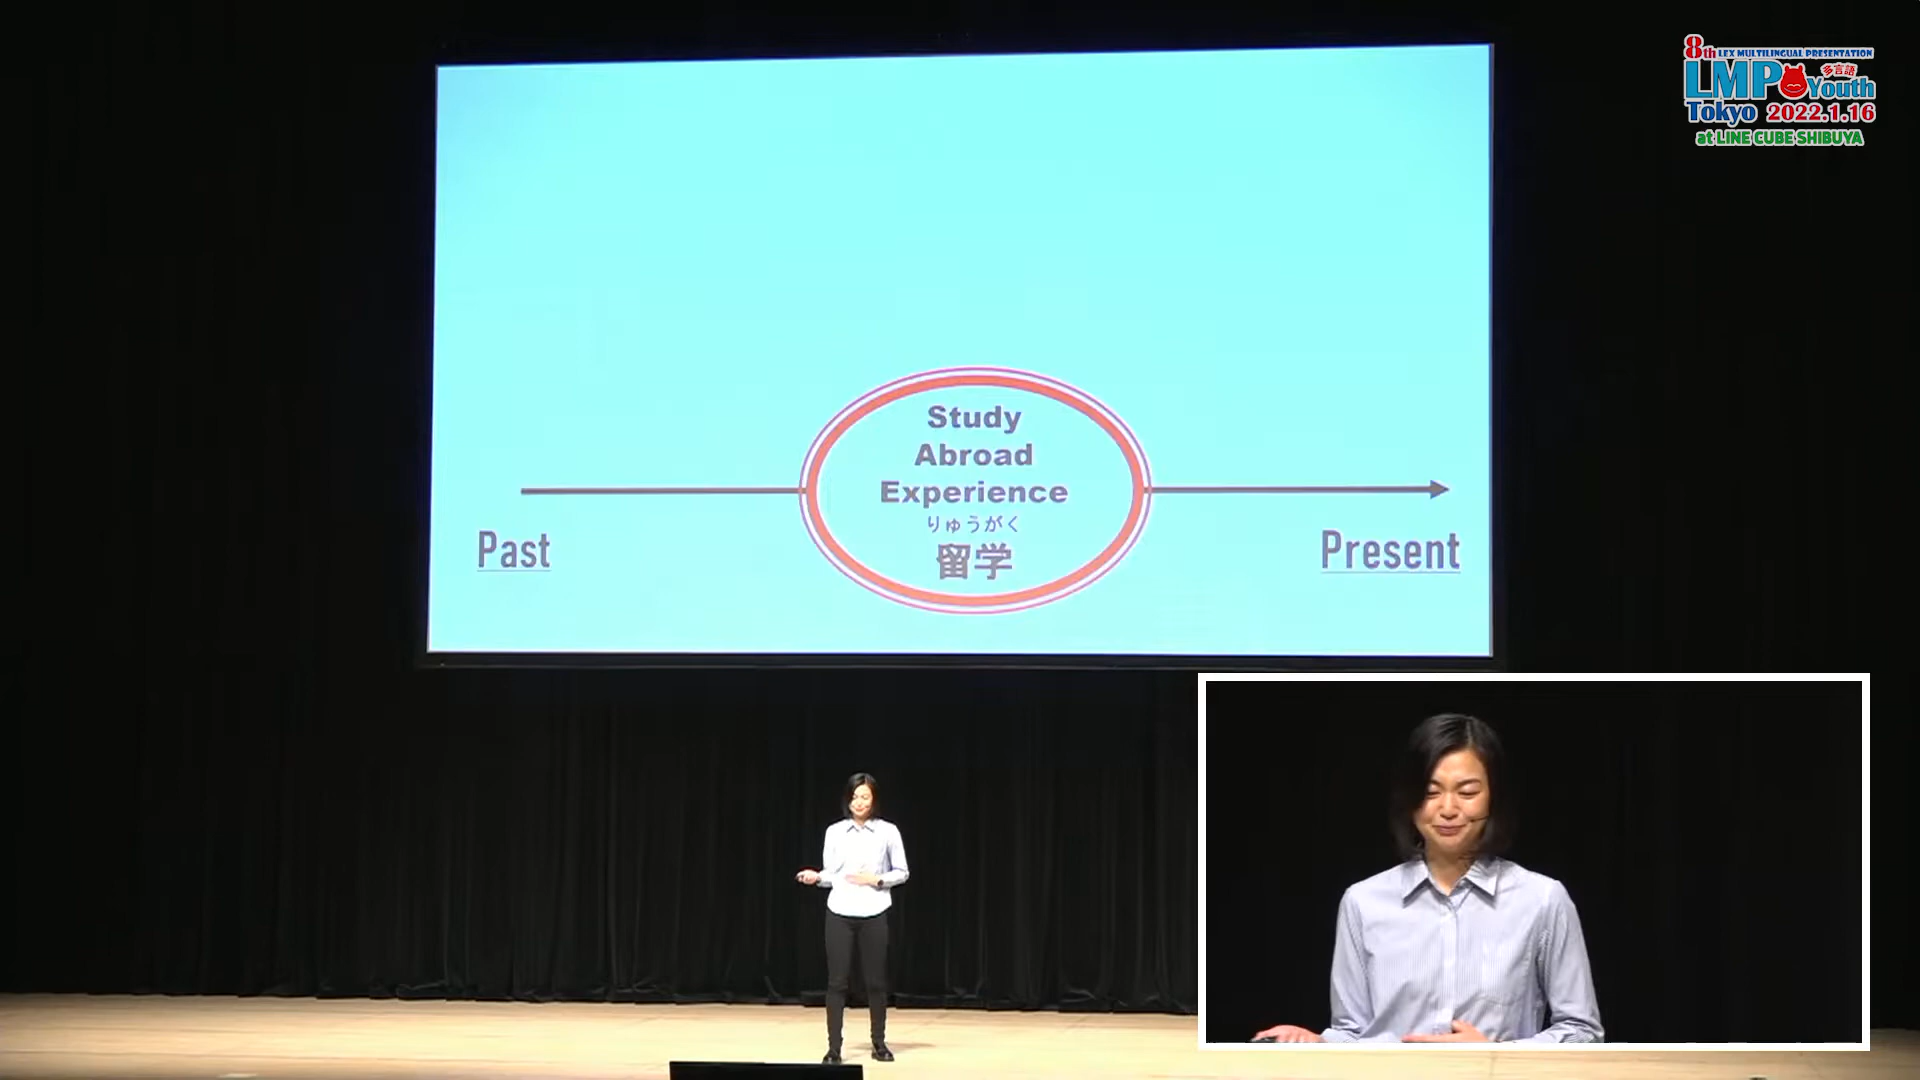 8th LEX MULTILINGUAL PRESENTATION
LMP 多言語 Youth
Tokyo 2022.1.16
at LINE CUBE SHIBUYA
Study
Abroad
Experience
りゅうがく
留学
Past
Present